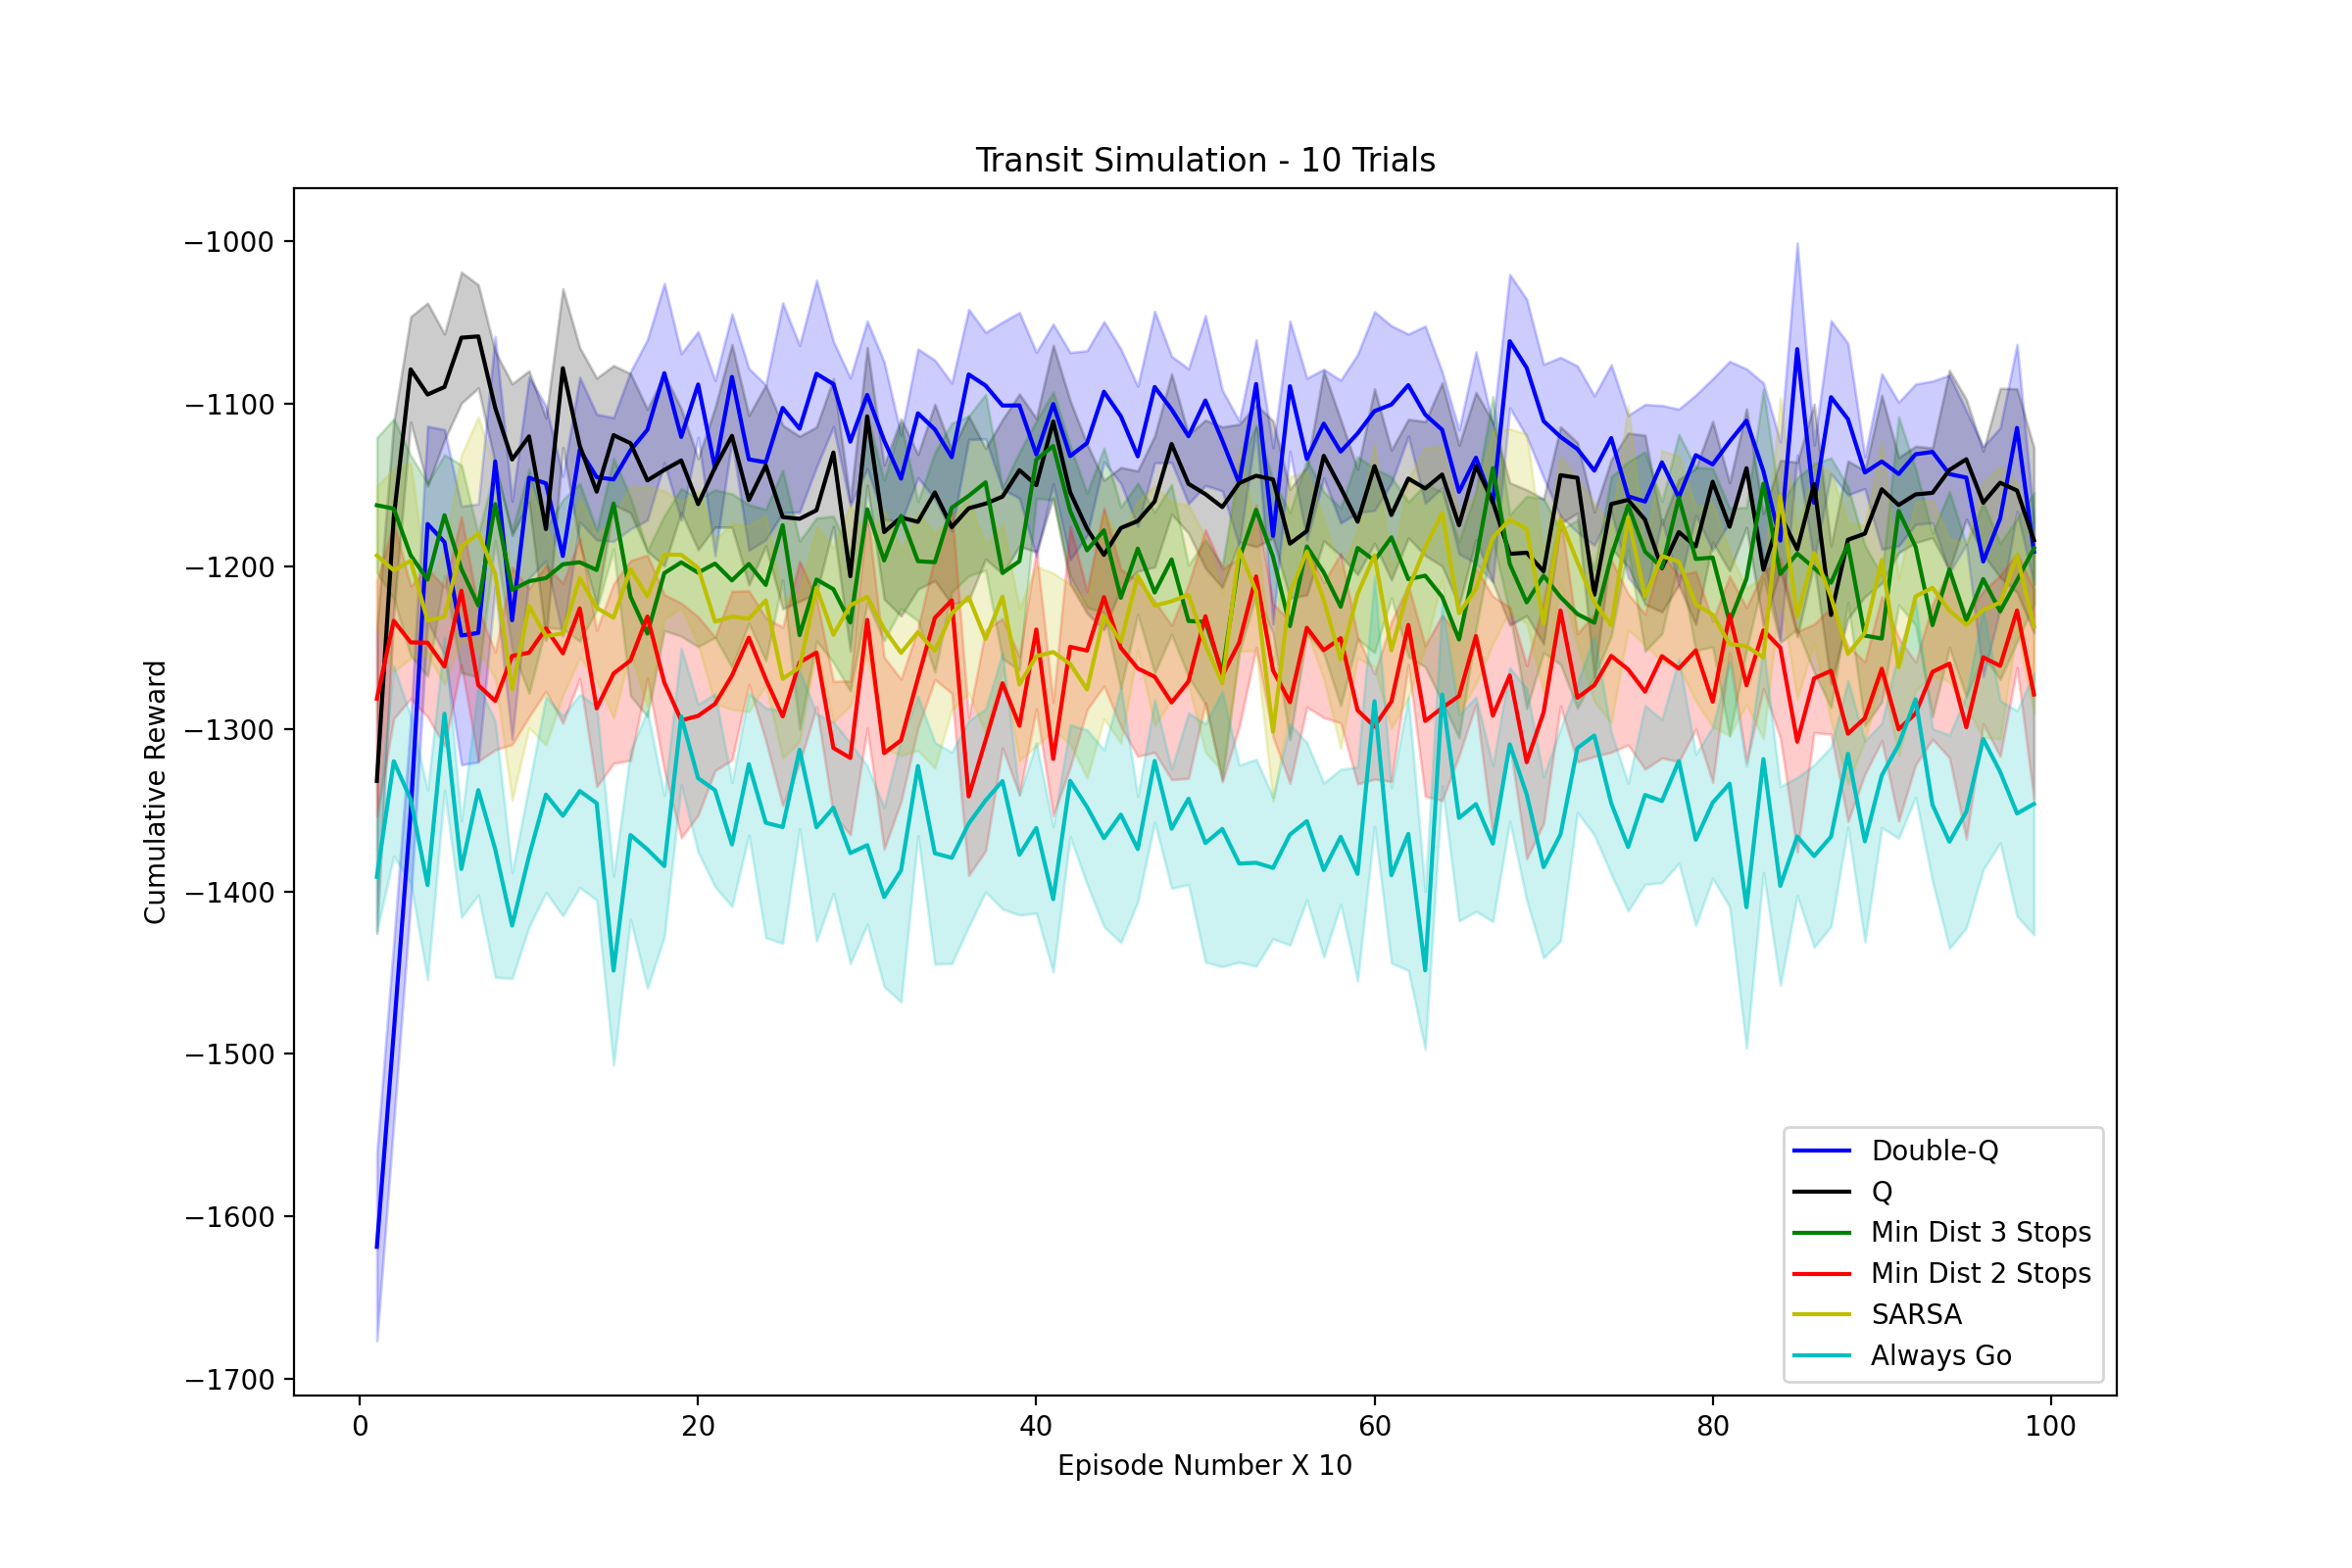 Transit Simulation - 10 Trials
Cumulative Reward
−1000
−1100
−1200
−1300
−1400
−1500
−1600
−1700
0 20 40 60 80 100
Episode Number X 10
Double-Q
Q
Min Dist 3 Stops
Min Dist 2 Stops
SARSA
Always Go